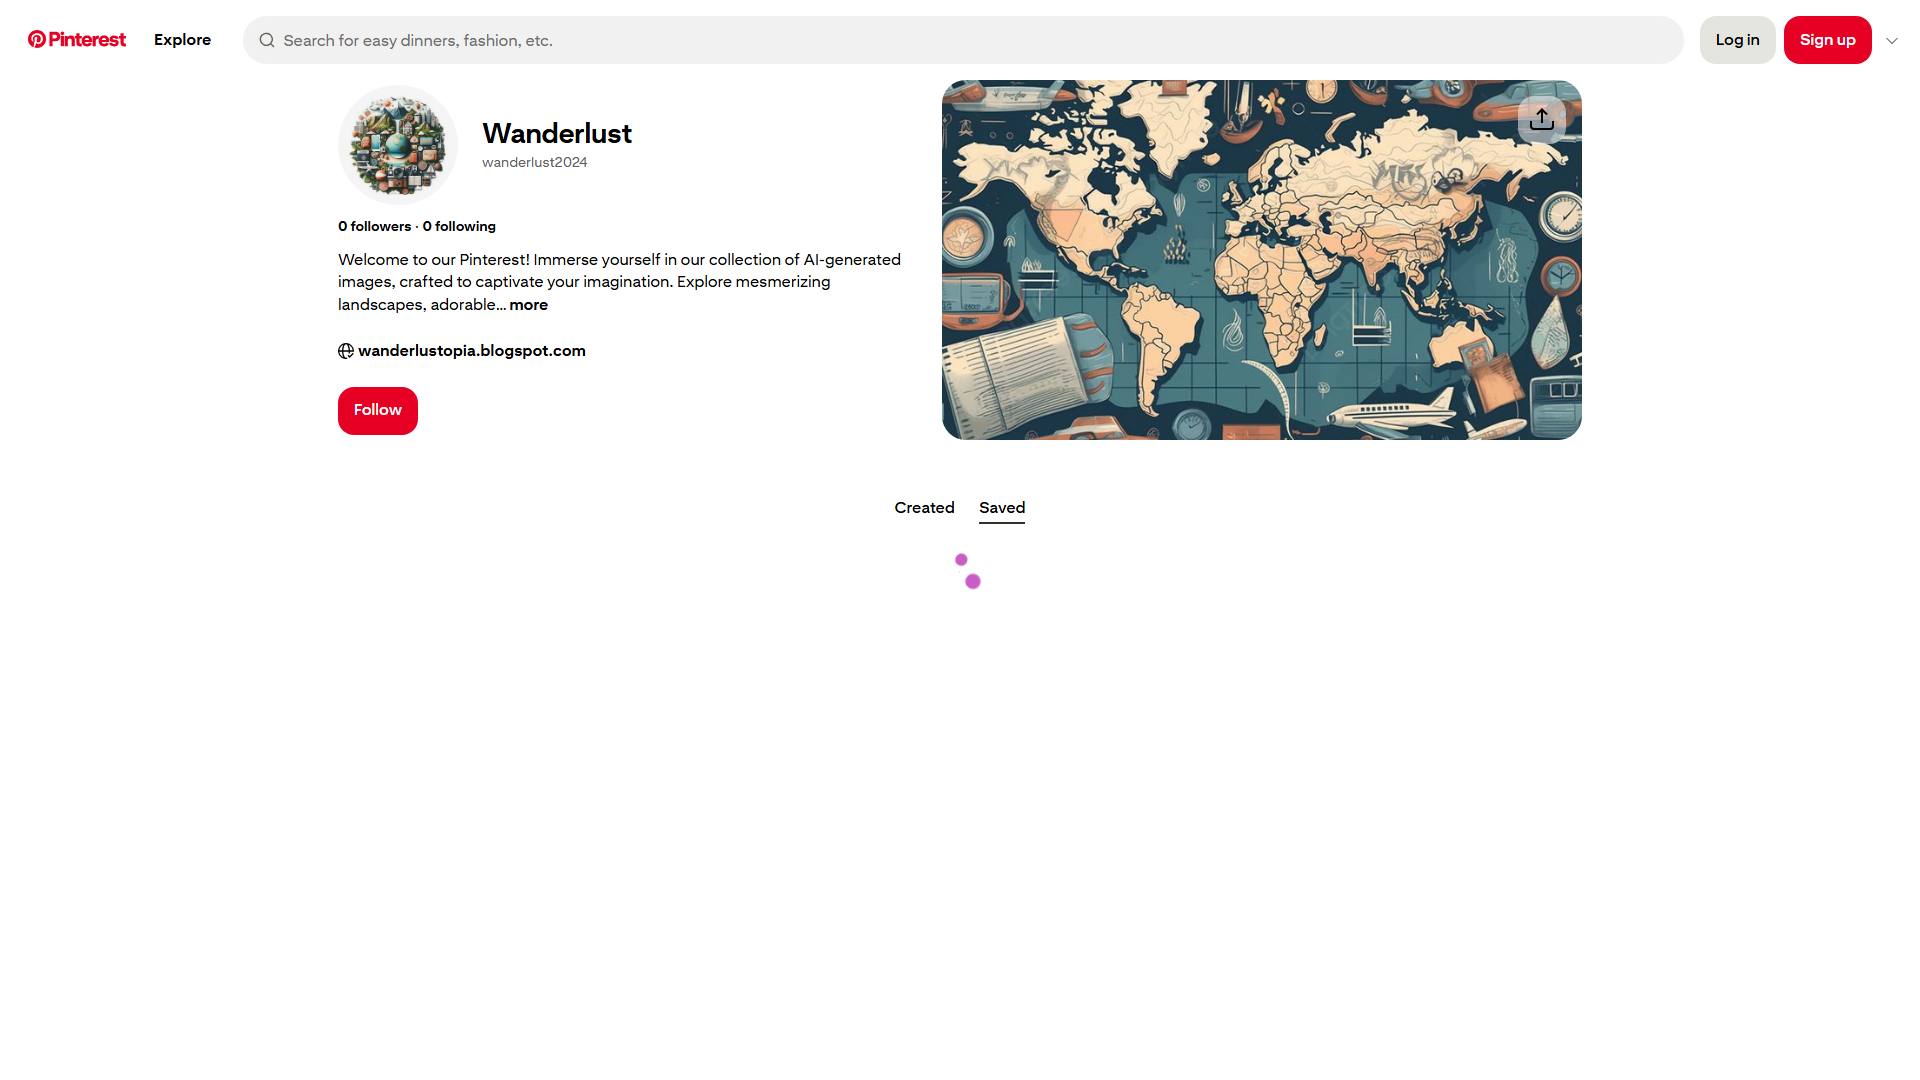 Pinterest
Explore
Search for easy dinners, fashion, etc.
Log in
Sign up
Wanderlust
wanderlust2024
0 followers · 0 following
Welcome to our Pinterest! Immerse yourself in our collection of AI-generated
images, crafted to captivate your imagination. Explore mesmerizing
landscapes, adorable... more
wanderlustopia.blogspot.com
Follow
Created
Saved